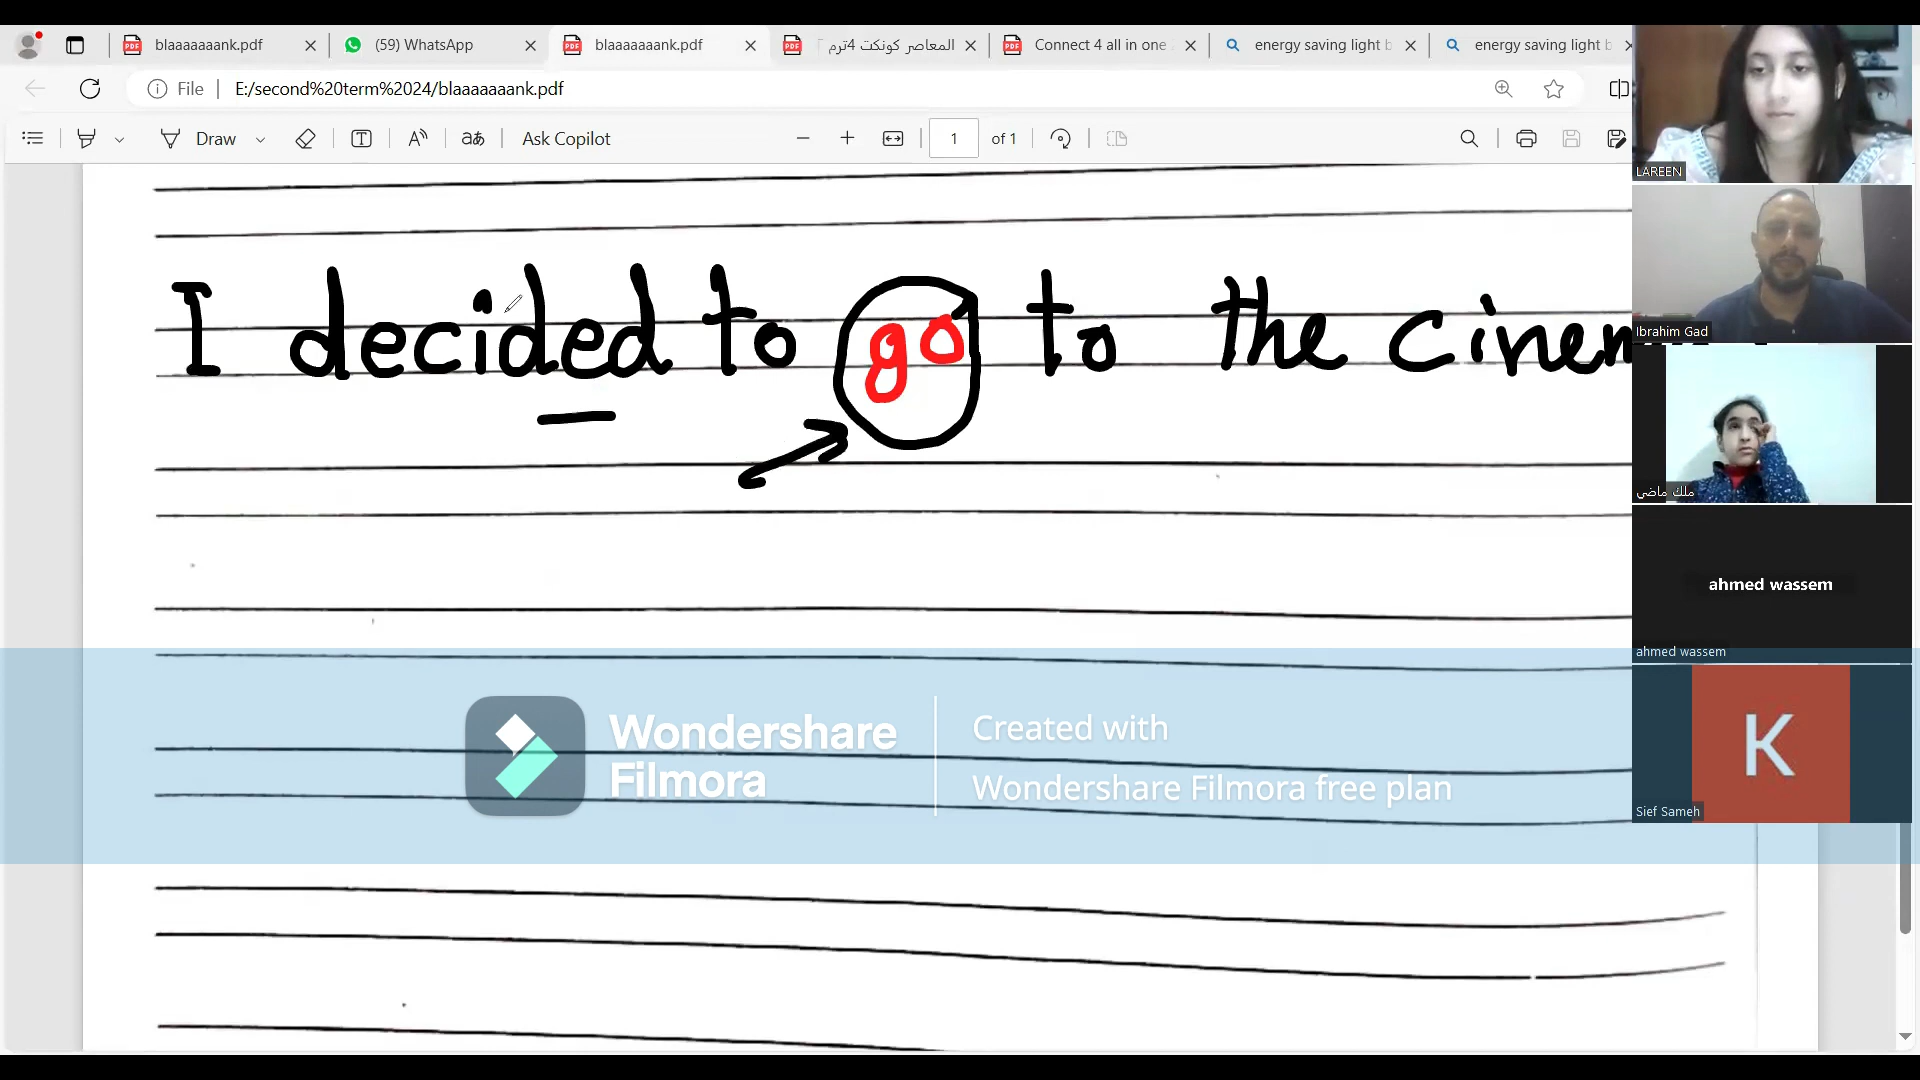 blaaaaaaank.pdf
(59) WhatsApp
blaaaaaaank.pdf
المعاصر كونكت 4ترم
Connect 4 all in one
energy saving light b
energy saving light b
File
E:/second%20term%2024/blaaaaaaank.pdf
Draw
aあ
Ask Copilot
1
of 1
LAREEN
Ibrahim Gad
I decided to go to the cinem
ملك ماضي
ahmed wassem
ahmed wassem
Wondershare
Filmora
Created with
Wondershare Filmora free plan
K
Sief Sameh